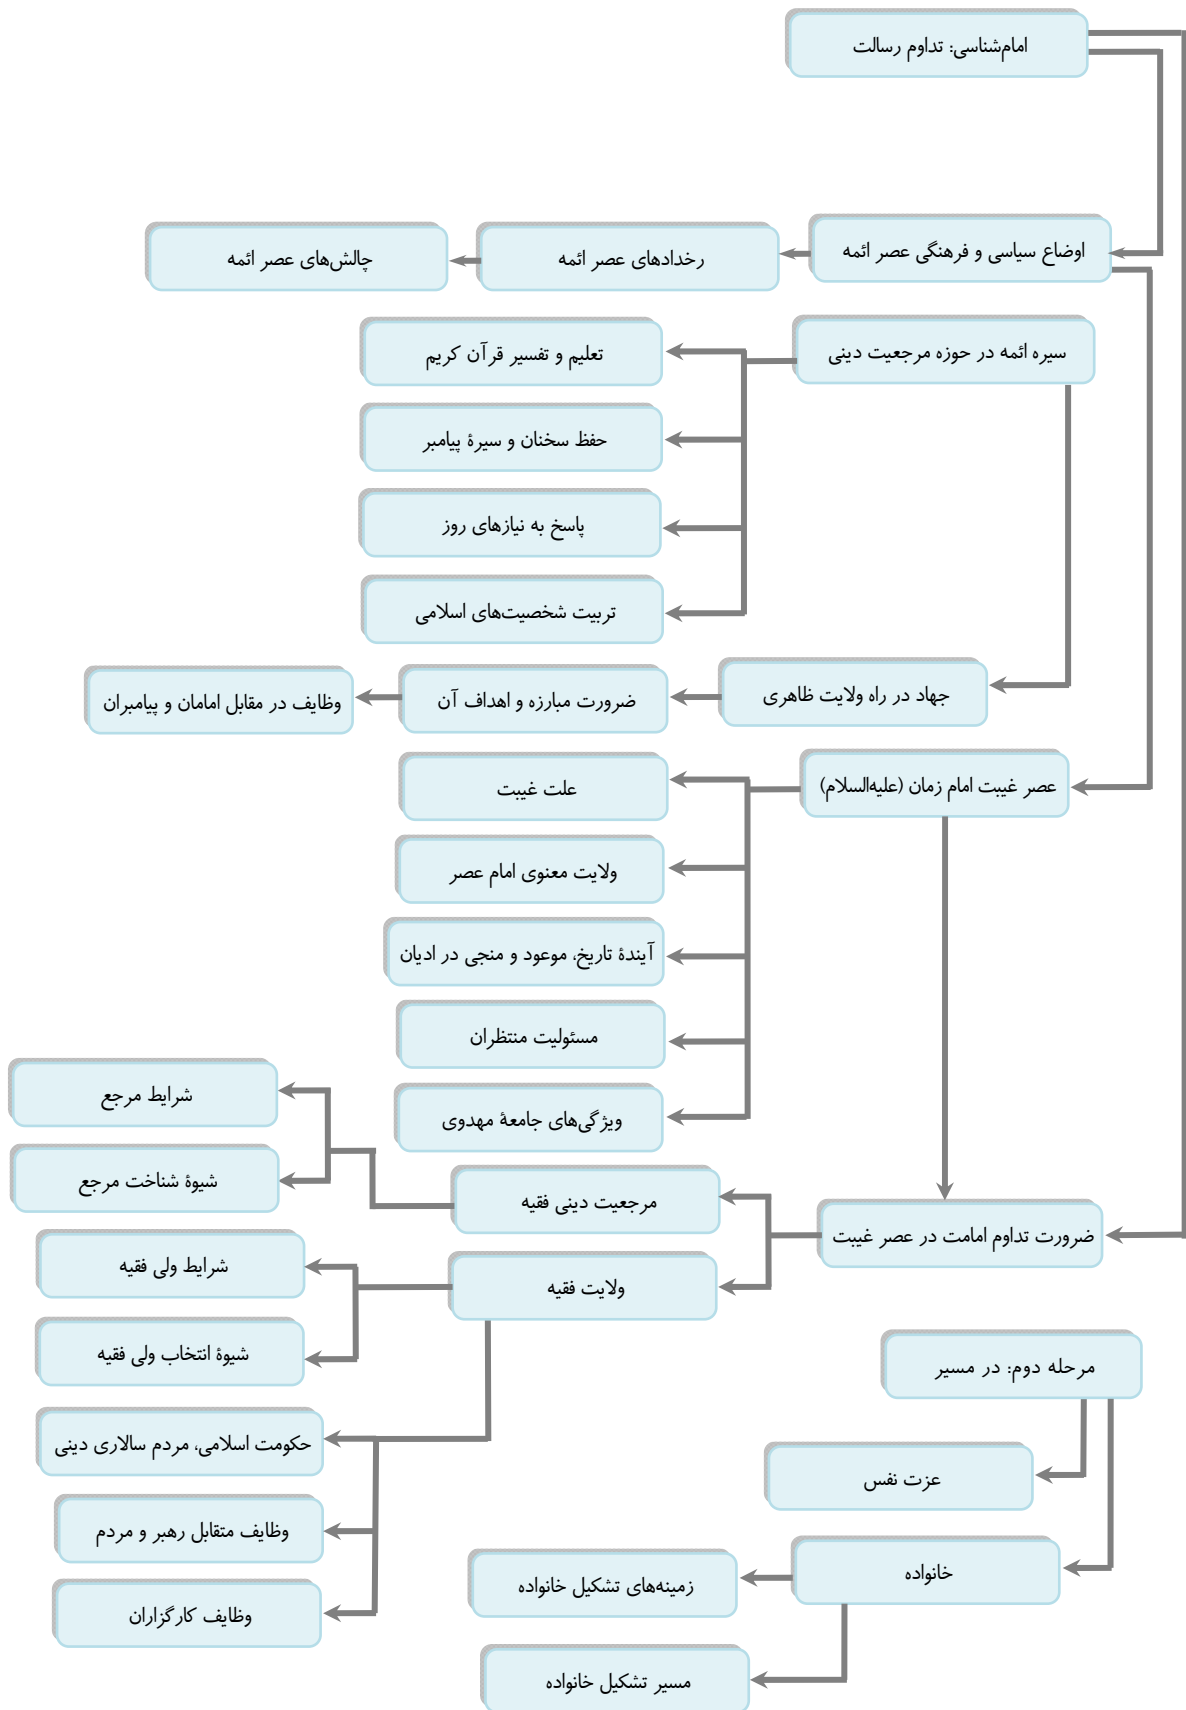 امام‌شناسی: تداوم رسالت
اوضاع سیاسی و فرهنگی عصر ائمه
رخدادهای عصر ائمه
چالش‌های عصر ائمه
سیره ائمه در حوزه مرجعیت دینی
تعلیم و تفسیر قرآن کریم
حفظ سخنان و سیرهٔ پیامبر
پاسخ به نیازهای روز
تربیت شخصیت‌های اسلامی
جهاد در راه ولایت ظاهری
ضرورت مبارزه و اهداف آن
وظایف در مقابل امامان و پیامبران
عصر غیبت امام زمان (علیه‌السلام)
علت غیبت
ولایت معنوی امام عصر
آیندهٔ تاریخ، موعود و منجی در ادیان
مسئولیت منتظران
ویژگی‌های جامعهٔ مهدوی
ضرورت تداوم امامت در عصر غیبت
مرجعیت دینی فقیه
شرایط مرجع
شیوهٔ شناخت مرجع
ولایت فقیه
شرایط ولی فقیه
شیوهٔ انتخاب ولی فقیه
حکومت اسلامی، مردم سالاری دینی
وظایف متقابل رهبر و مردم
وظایف کارگزاران
مرحله دوم: در مسیر
عزت نفس
خانواده
زمینه‌های تشکیل خانواده
مسیر تشکیل خانواده